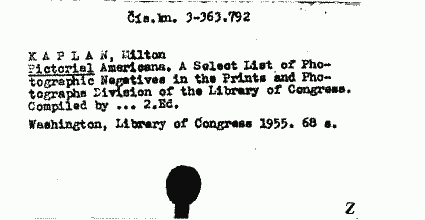 Čís.kn. 3-363.792
K A P L A N, Milton
Pictorial Americana. A Select List of Pho-
tographic Negatives in the Prints and Pho-
tographs Division of the Library of Congress.
Compiled by ... 2.Ed.
Washington, Library of Congress 1955. 68 s.
Z